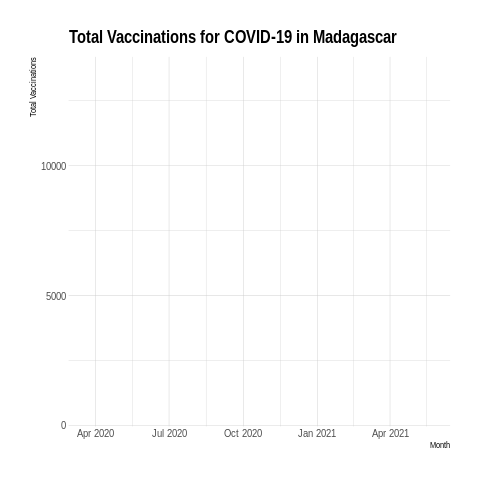 Total Vaccinations for COVID-19 in Madagascar
Total Vaccinations
10000
5000
0
Apr 2020 Jul 2020 Oct 2020 Jan 2021 Apr 2021
Month